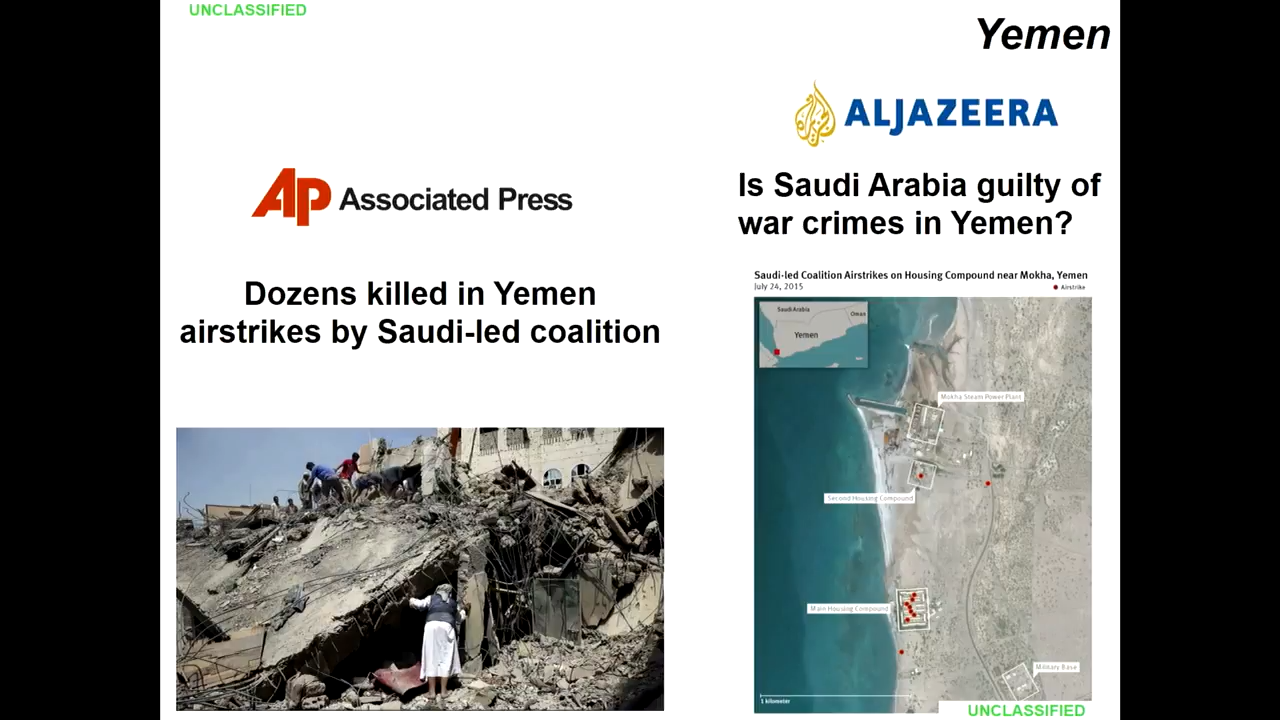 UNCLASSIFIED
Yemen
ALJAZEERA
AP Associated Press
Is Saudi Arabia guilty of
war crimes in Yemen?
Dozens killed in Yemen
airstrikes by Saudi-led coalition
Saudi-led Coalition Airstrikes on Housing Compound near Mokha, Yemen
July 24, 2015
Airstrike
Saudi Arabia
Oman
Yemen
Mokha Steam Power Plant
Second Housing Compound
Main Housing Compound
Military Base
1 kilometer
UNCLASSIFIED